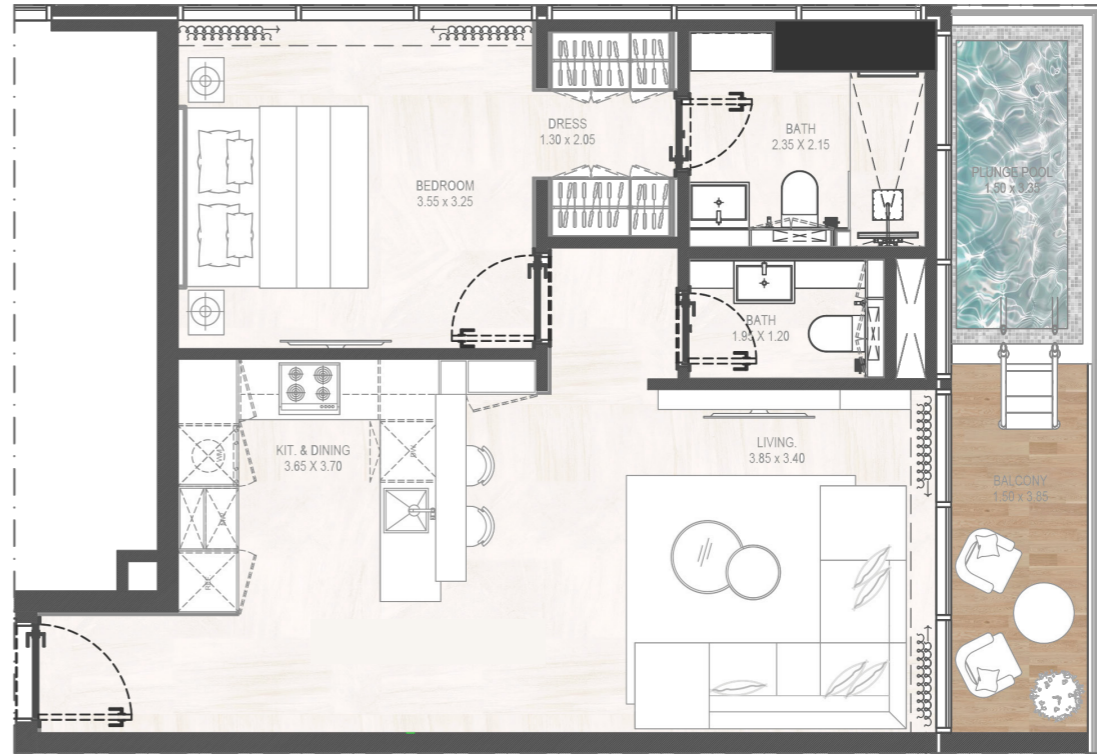 DRESS
1.30 x 2.05
BATH
2.35 X 2.15
BEDROOM
3.55 x 3.25
PLUNGE POOL
1.50 x 3.35
BATH
1.95 X 1.20
KIT. & DINING
3.65 X 3.70
LIVING.
3.85 x 3.40
BALCONY
1.50 x 3.85